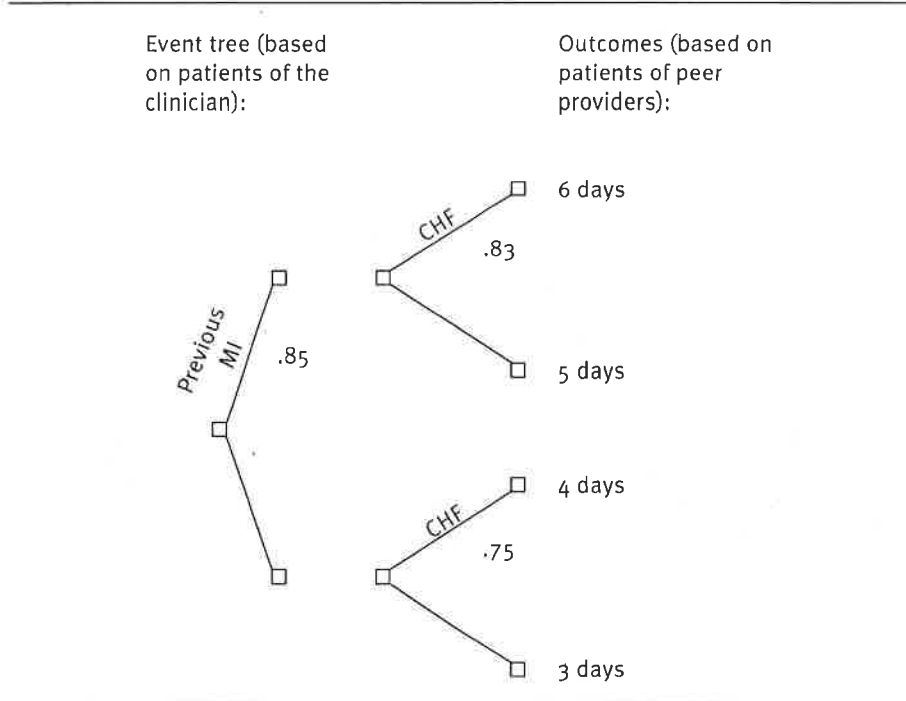 Event tree (based
on patients of the
clinician):
Outcomes (based on
patients of peer
providers):
6 days
CHF
.83
Previous
MI
.85
5 days
4 days
CHF
.75
3 days